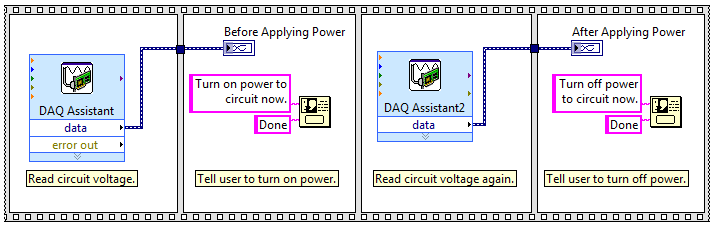 Before Applying Power
After Applying Power
Turn on power to
circuit now.
Done
DAQ Assistant
data
error out
Turn off power
to circuit now.
Done
DAQ Assistant2
data
Read circuit voltage.
Tell user to turn on power.
Read circuit voltage again.
Tell user to turn off power.